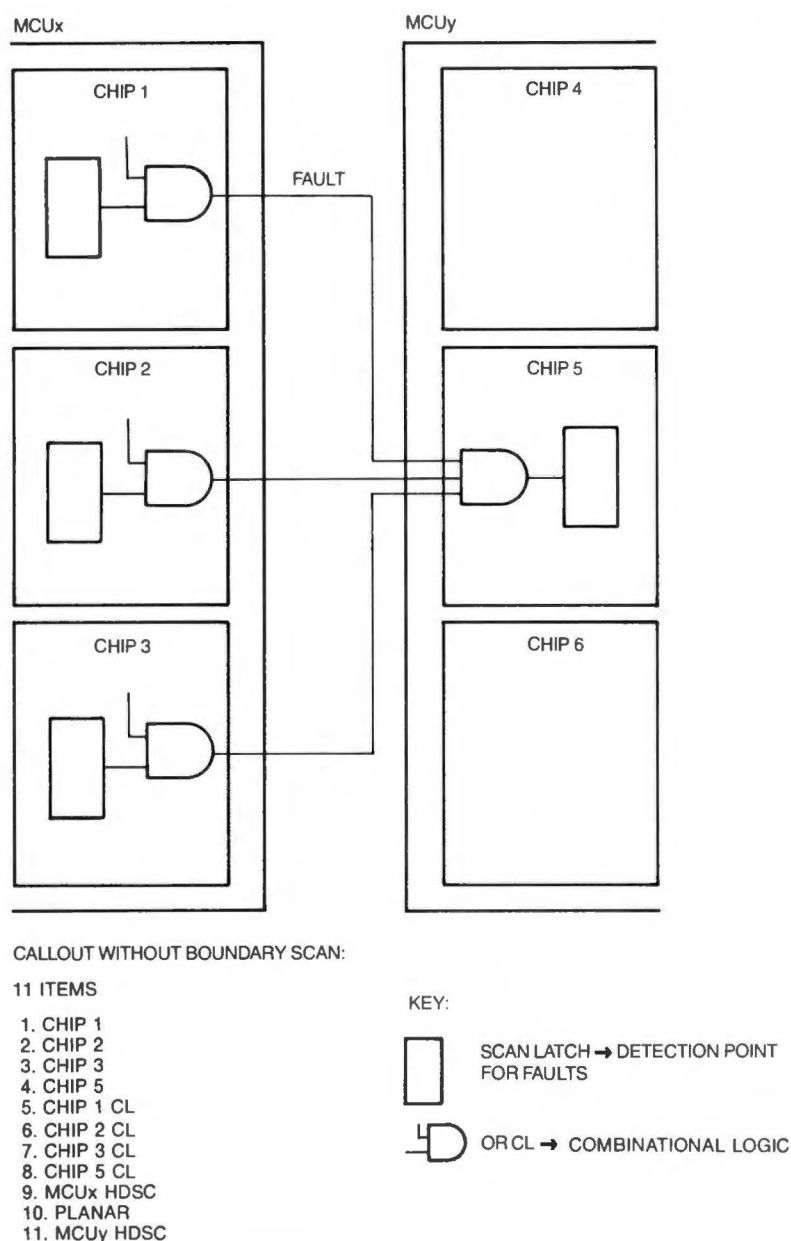 MCUx
MCUy
CHIP 1
CHIP 4
FAULT
CHIP 2
CHIP 5
CHIP 3
CHIP 6
CALLOUT WITHOUT BOUNDARY SCAN:
11 ITEMS
1. CHIP 1
2. CHIP 2
3. CHIP 3
4. CHIP 5
5. CHIP 1 CL
6. CHIP 2 CL
7. CHIP 3 CL
8. CHIP 5 CL
9. MCUx HDSC
10. PLANAR
11. MCUy HDSC
KEY:
SCAN LATCH → DETECTION POINT
FOR FAULTS
OR CL → COMBINATIONAL LOGIC